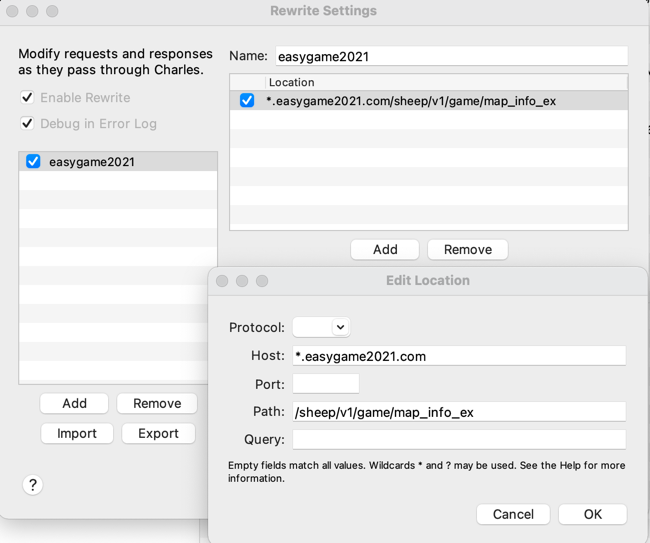 Rewrite Settings
Modify requests and responses
as they pass through Charles.
Enable Rewrite
Debug in Error Log
easygame2021
Add
Remove
Import
Export
?
Name: easygame2021
Location
*.easygame2021.com/sheep/v1/game/map_info_ex
Add
Remove
Edit Location
Protocol:
Host: *.easygame2021.com
Port:
Path: /sheep/v1/game/map_info_ex
Query:
Empty fields match all values. Wildcards * and ? may be used. See the Help for more
information.
Cancel
OK